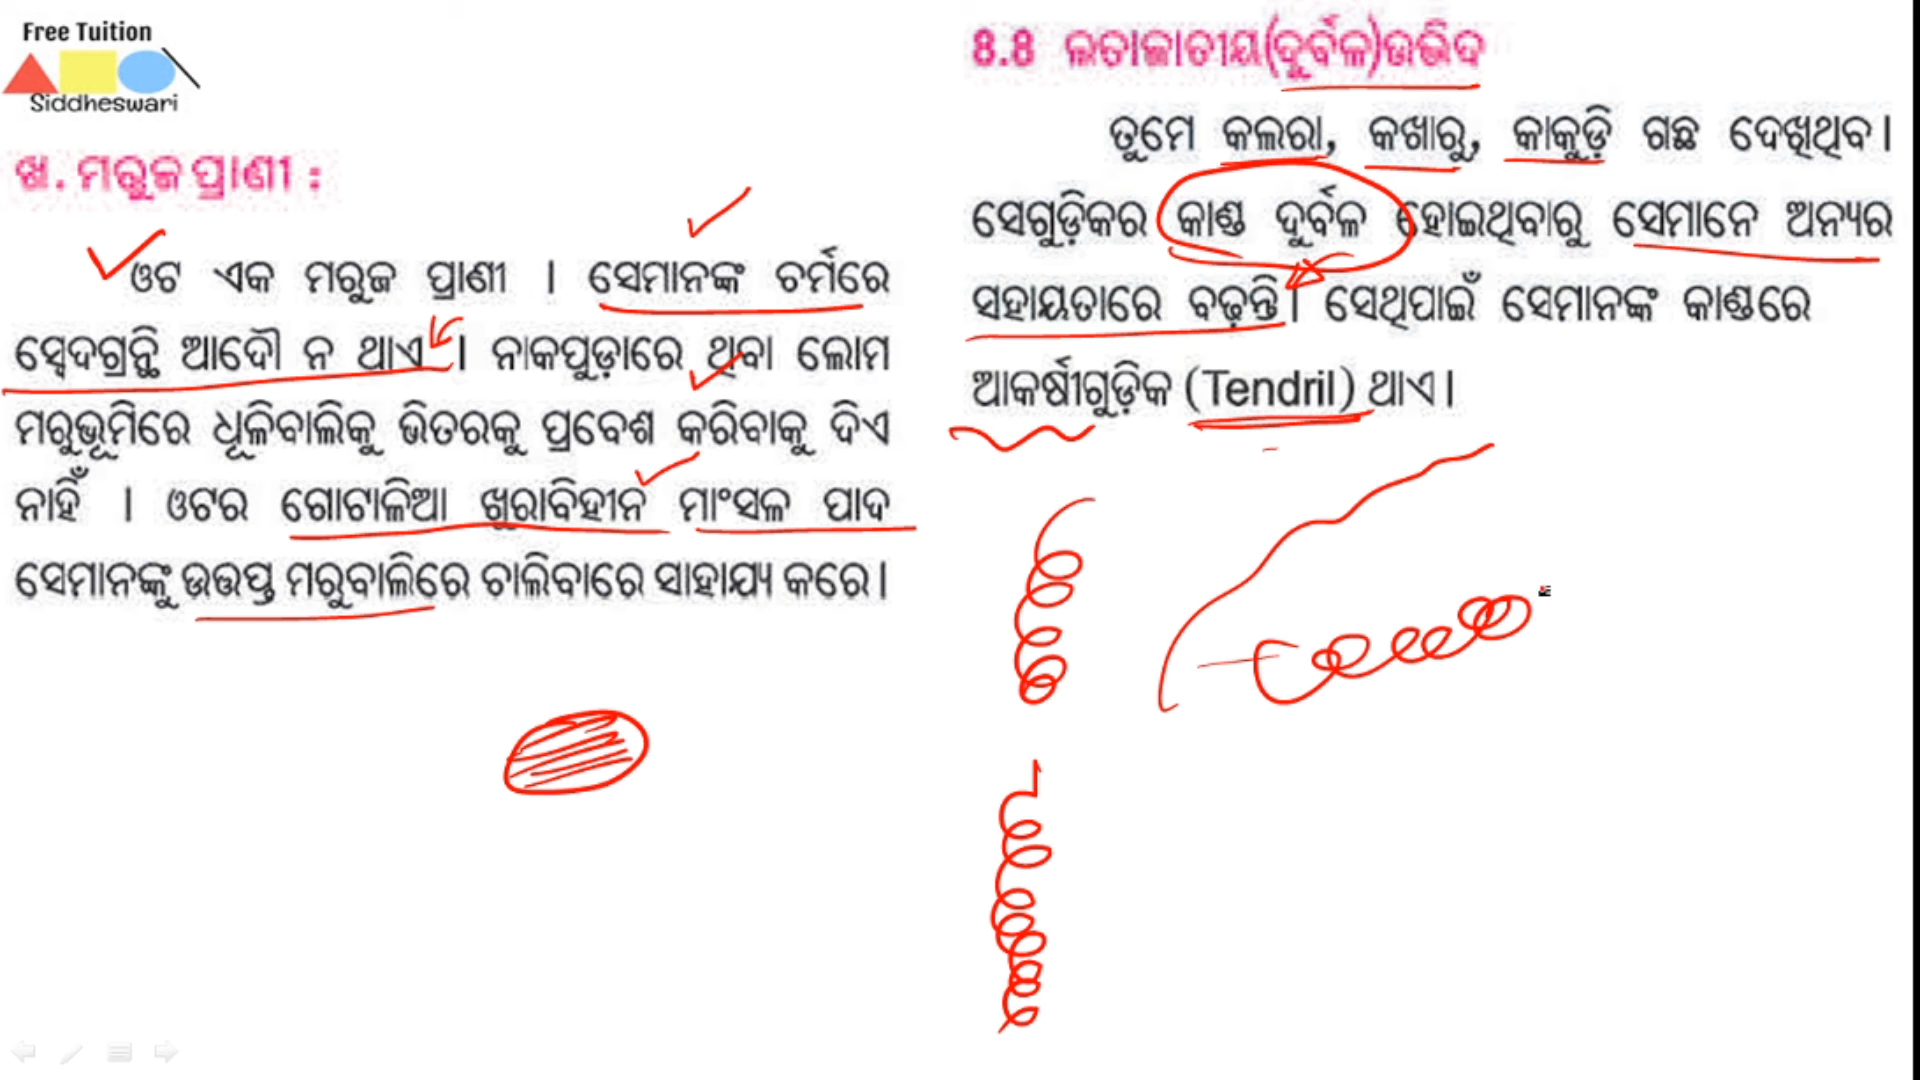 Free Tuition
Siddheswari
ଖ. ମରୁଜ ପ୍ରାଣୀ :
ଓଟ ଏକ ମରୁଜ ପ୍ରାଣୀ । ସେମାନଙ୍କ ଚର୍ମରେ
ସ୍ୱେଦଗ୍ରନ୍ଥି ଆଦୌ ନ ଥାଏ । ନାକପୁଡ଼ାରେ ଥିବା ଲୋମ
ମରୁଭୂମିରେ ଧୂଳିବାଲିକୁ ଭିତରକୁ ପ୍ରବେଶ କରିବାକୁ ଦିଏ
ନାହିଁ । ଓଟର ଗୋଟାଳିଆ ଖୁରାବିହୀନ ମାଂସଳ ପାଦ
ସେମାନଙ୍କୁ ଉତ୍ତପ୍ତ ମରୁବାଲିରେ ଚାଲିବାରେ ସାହାଯ୍ୟ କରେ।
୫.୪ ଲତାଜାତୀୟ(ଦୁର୍ବଳ)ଉଦ୍ଭିଦ
ତୁମେ କଲରା, କଖାରୁ, କାକୁଡ଼ି ଗଛ ଦେଖିଥିବ।
ସେଗୁଡ଼ିକର କାଣ୍ଡ ଦୁର୍ବଳ ହୋଇଥିବାରୁ ସେମାନେ ଅନ୍ୟର
ସହାୟତାରେ ବଢ଼ନ୍ତି। ସେଥିପାଇଁ ସେମାନଙ୍କ କାଣ୍ଡରେ
ଆକର୍ଷୀଗୁଡ଼ିକ (Tendril) ଥାଏ।